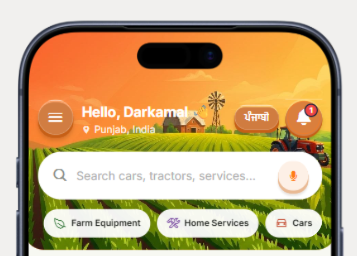 Hello, Darkamal
ਪੰਜਾਬੀ
1
Punjab, India
Search cars, tractors, services...
Farm Equipment
Home Services
Cars